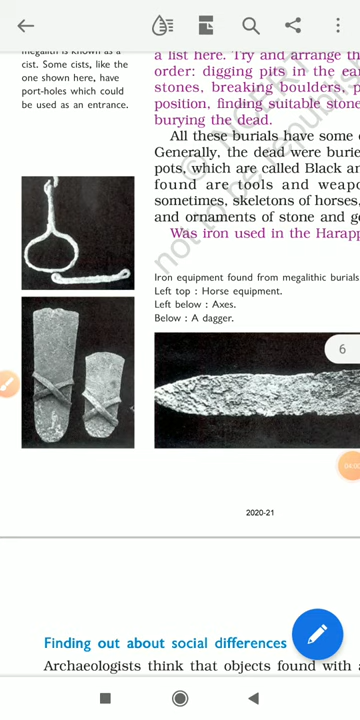 megalith is known as a
cist. Some cists, like the
one shown here, have
port-holes which could
be used as an entrance.
a list here. Try and arrange th
order: digging pits in the ear
stones, breaking boulders, p
position, finding suitable stone
burying the dead.
All these burials have some
Generally, the dead were burie
pots, which are called Black an
found are tools and weapo
sometimes, skeletons of horses,
and ornaments of stone and g
Was iron used in the Harapp
Iron equipment found from megalithic burials
Left top : Horse equipment.
Left below : Axes.
Below : A dagger.
6
2020-21
Finding out about social differences
Archaeologists think that objects found with